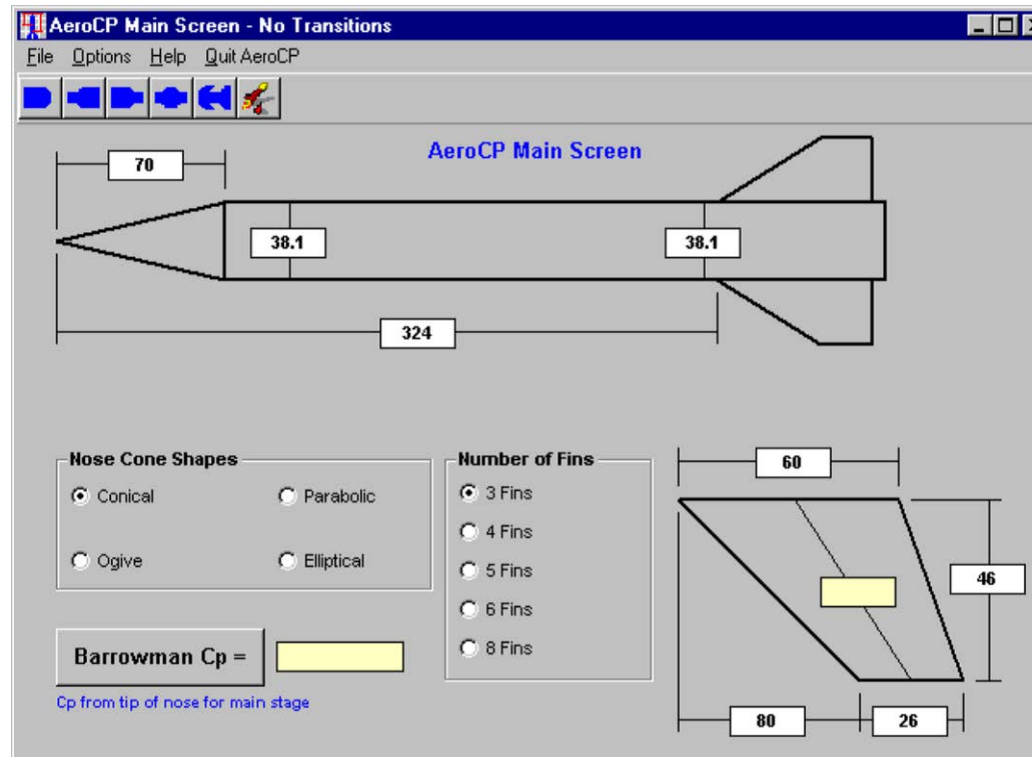 AeroCP Main Screen - No Transitions
File Options Help Quit AeroCP
AeroCP Main Screen
70
38.1
38.1
324
Nose Cone Shapes
Conical
Parabolic
Ogive
Elliptical
Number of Fins
3 Fins
4 Fins
5 Fins
6 Fins
8 Fins
60
46
80
26
Barrowman Cp =
Cp from tip of nose for main stage